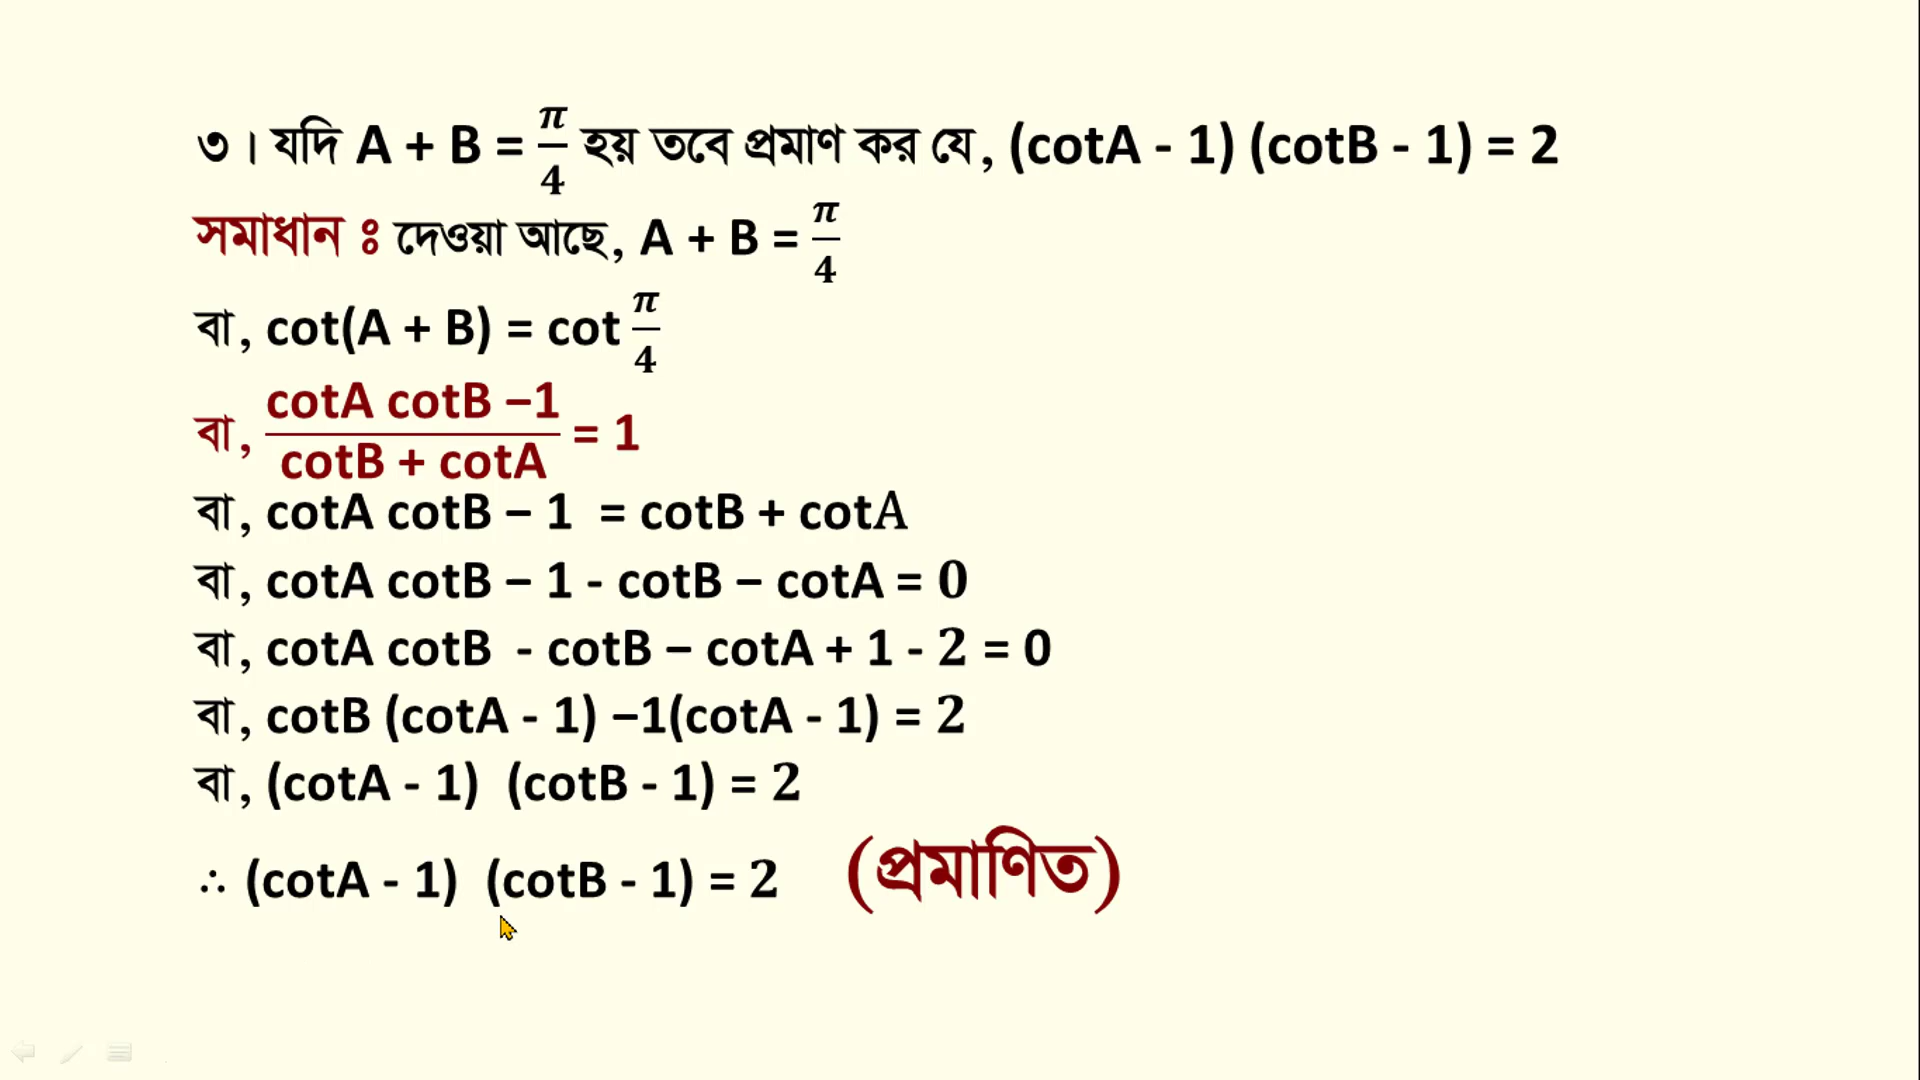 ৩। যদি A + B = π/4 হয় তবে প্রমাণ কর যে, (cotA - 1) (cotB - 1) = 2
সমাধান ঃ দেওয়া আছে, A + B = π/4
বা, cot(A + B) = cot π/4
বা, (cotA cotB –1)/(cotB + cotA) = 1
বা, cotA cotB – 1 = cotB + cotA
বা, cotA cotB – 1 - cotB – cotA = 0
বা, cotA cotB - cotB – cotA + 1 - 2 = 0
বা, cotB (cotA - 1) –1(cotA - 1) = 2
বা, (cotA - 1) (cotB - 1) = 2
∴ (cotA - 1) (cotB - 1) = 2 (প্রমাণিত)